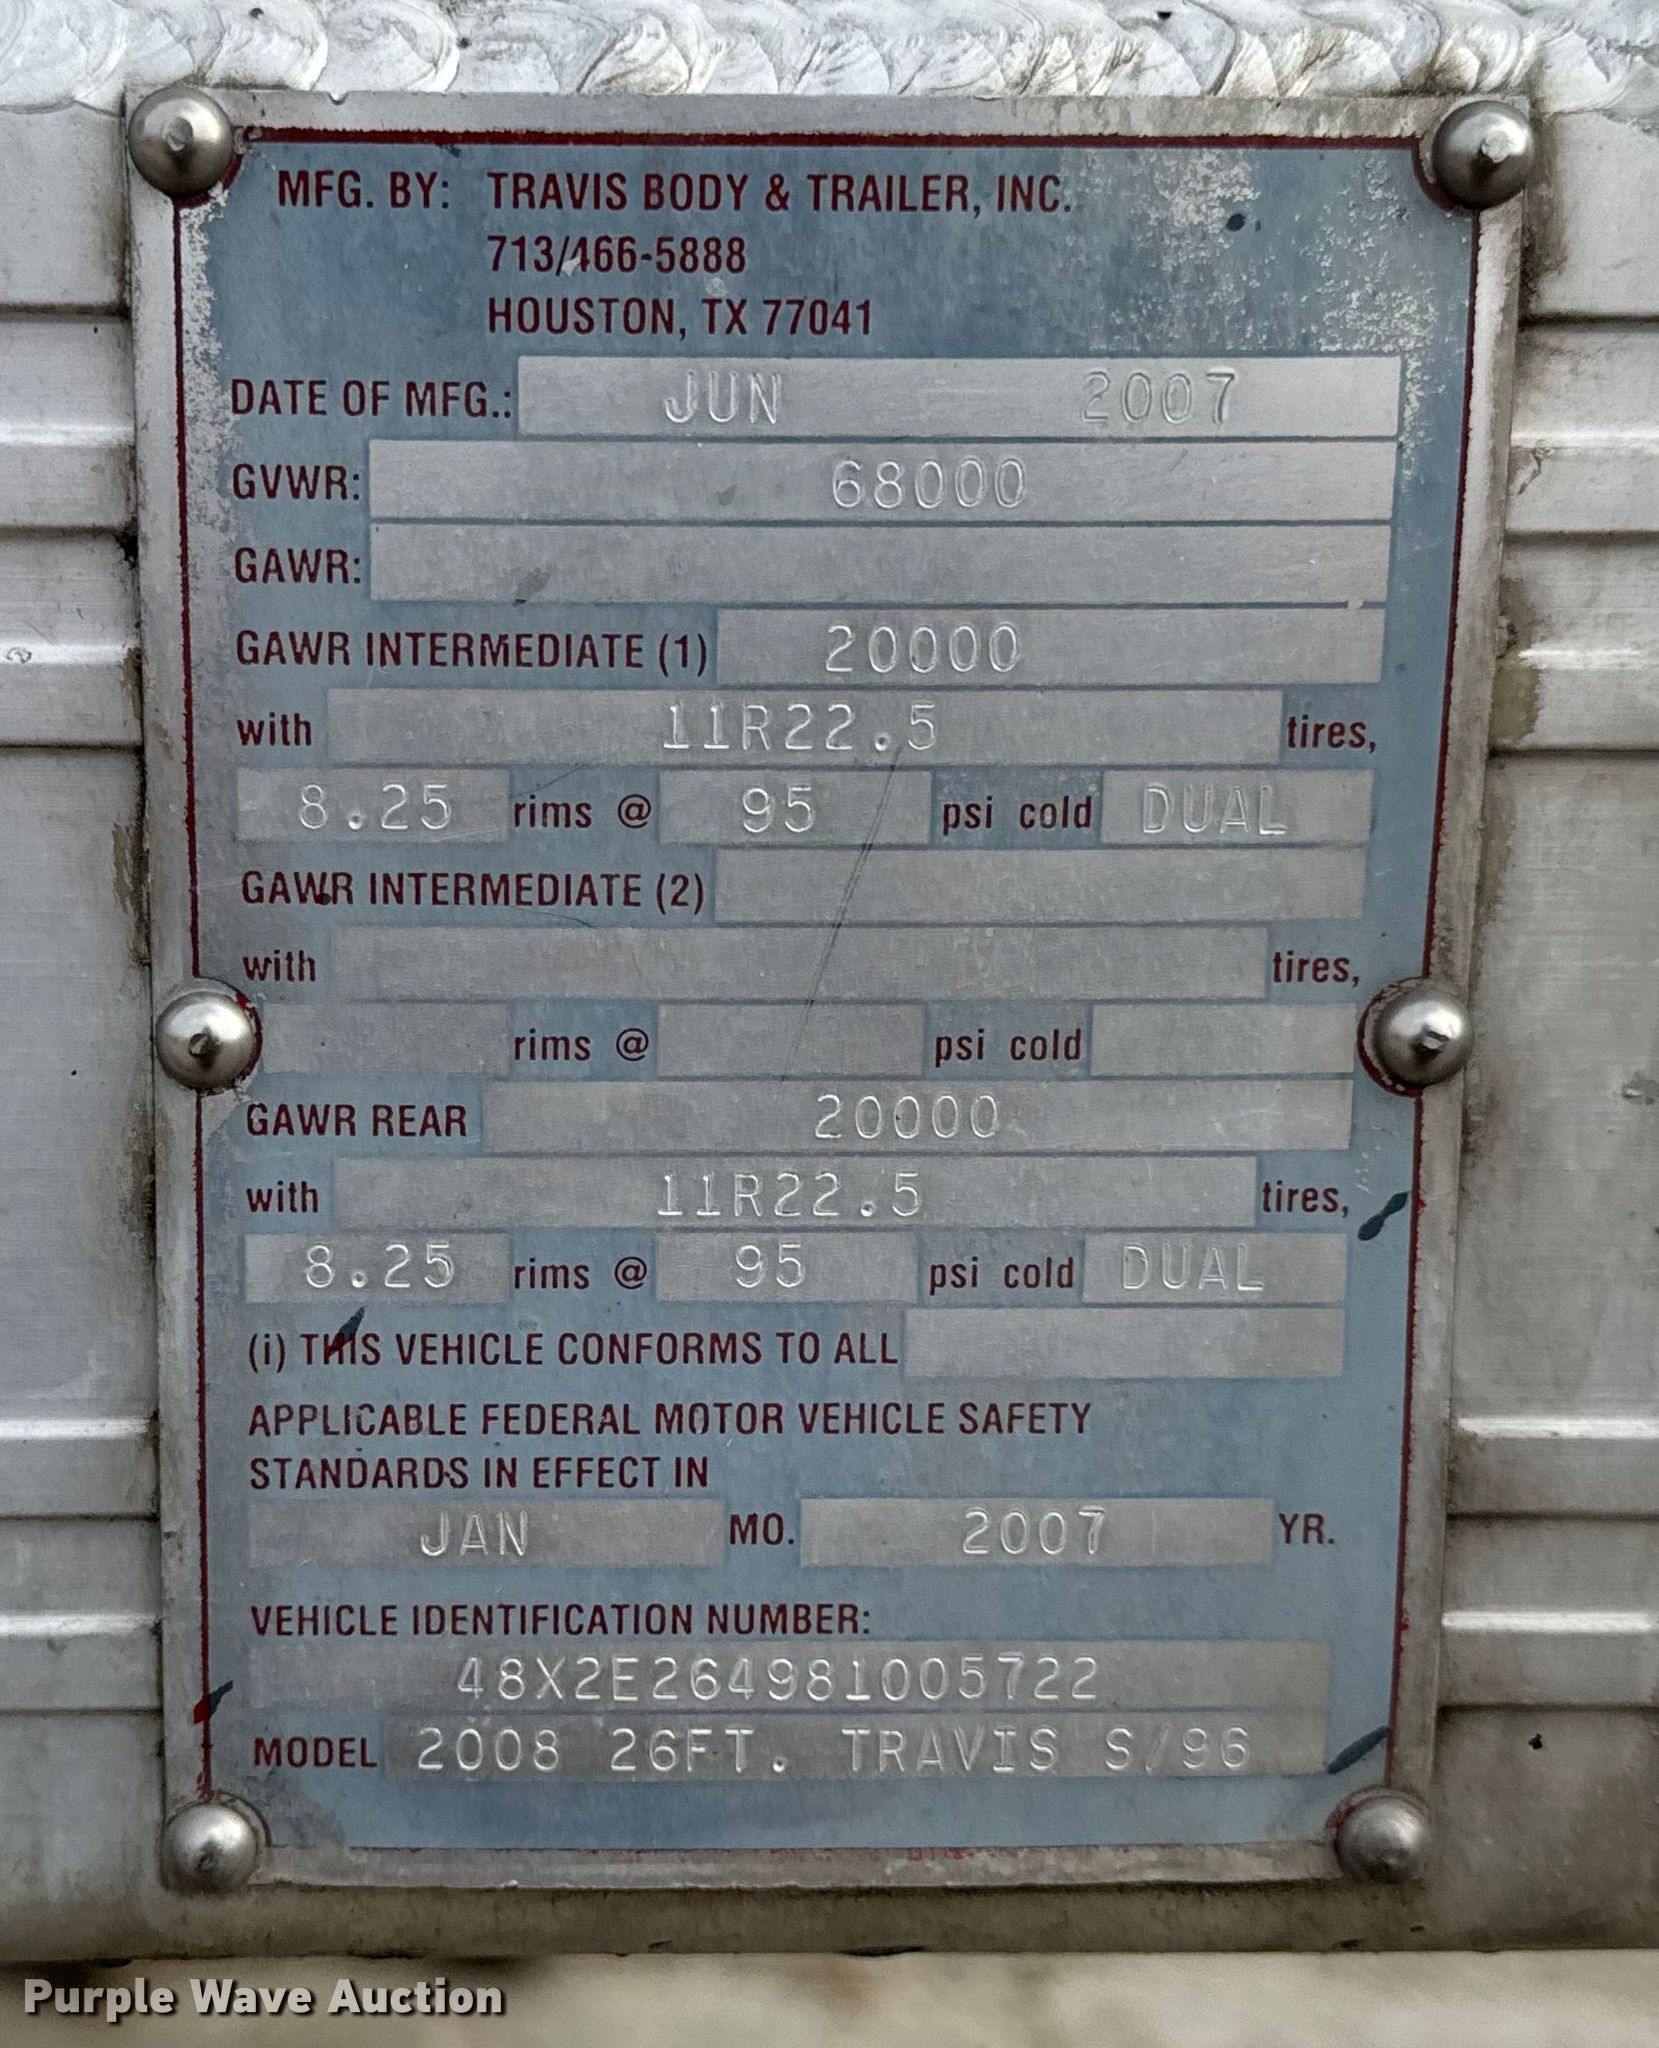 MFG. BY: TRAVIS BODY & TRAILER, INC.
713/466-5888
HOUSTON, TX 77041
DATE OF MFG.: JUN 2007
GVWR: 68000
GAWR:
GAWR INTERMEDIATE (1) 20000
with 11R22.5 tires,
8.25 rims @ 95 psi cold DUAL
GAWR INTERMEDIATE (2)
with tires,
rims @ psi cold
GAWR REAR 20000
with 11R22.5 tires,
8.25 rims @ 95 psi cold DUAL
(i) THIS VEHICLE CONFORMS TO ALL
APPLICABLE FEDERAL MOTOR VEHICLE SAFETY
STANDARDS IN EFFECT IN
JAN MO. 2007 YR.
VEHICLE IDENTIFICATION NUMBER:
48X2E264981005722
MODEL 2008 26FT. TRAVIS S/96
Purple Wave Auction